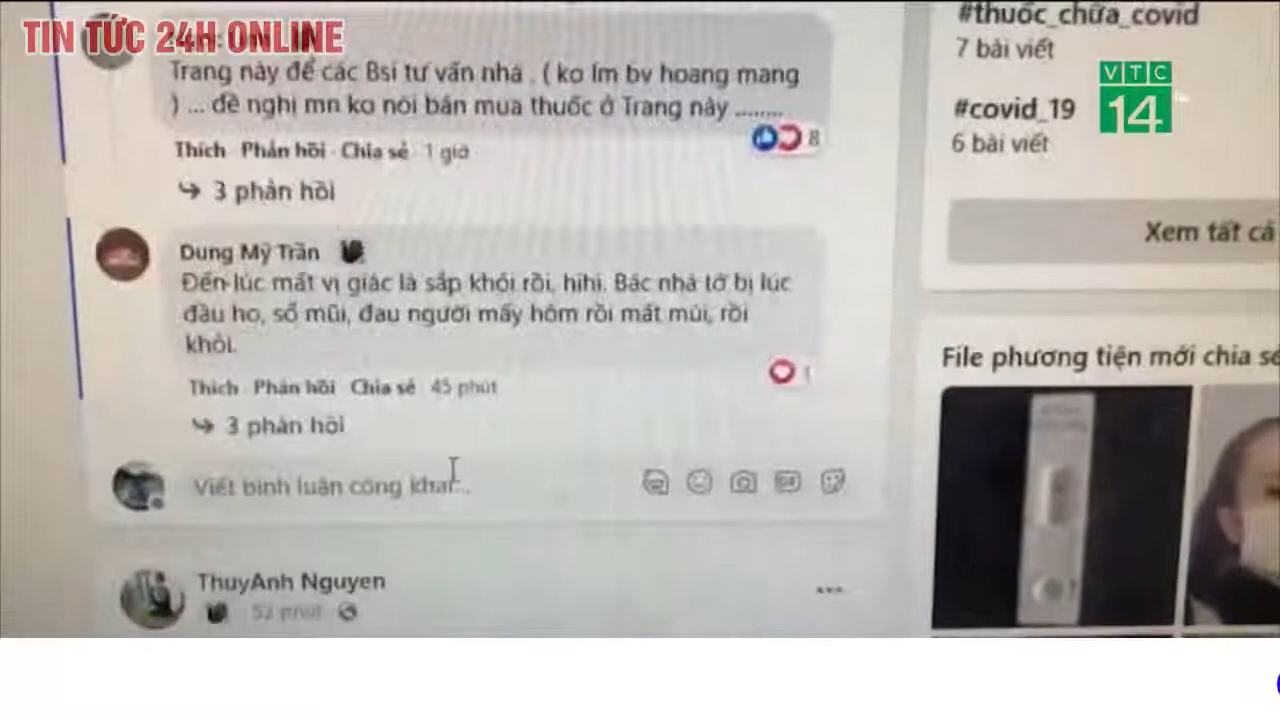 TIN TỨC 24H ONLINE
Trang này để các Bsi tư vấn nha . ( ko lm bv hoang mang
) ... đề nghị mn ko nói bán mua thuốc ở Trang này ........
8
Thích Phản hồi Chia sẻ 1 giờ
3 phản hồi
Dung Mỹ Trần
Đến lúc mất vị giác là sắp khỏi rồi, hihi. Bác nhà tớ bị lúc
đầu ho, sổ mũi, đau người mấy hôm rồi mất mùi, rồi
khỏi.
1
Thích Phản hồi Chia sẻ 45 phút
3 phản hồi
Viết bình luận công khai...
ThuyAnh Nguyen
52 phút
#thuốc_chữa_covid
7 bài viết
#covid_19
6 bài viết
VTC
14
Xem tất cả
File phương tiện mới chia sẻ